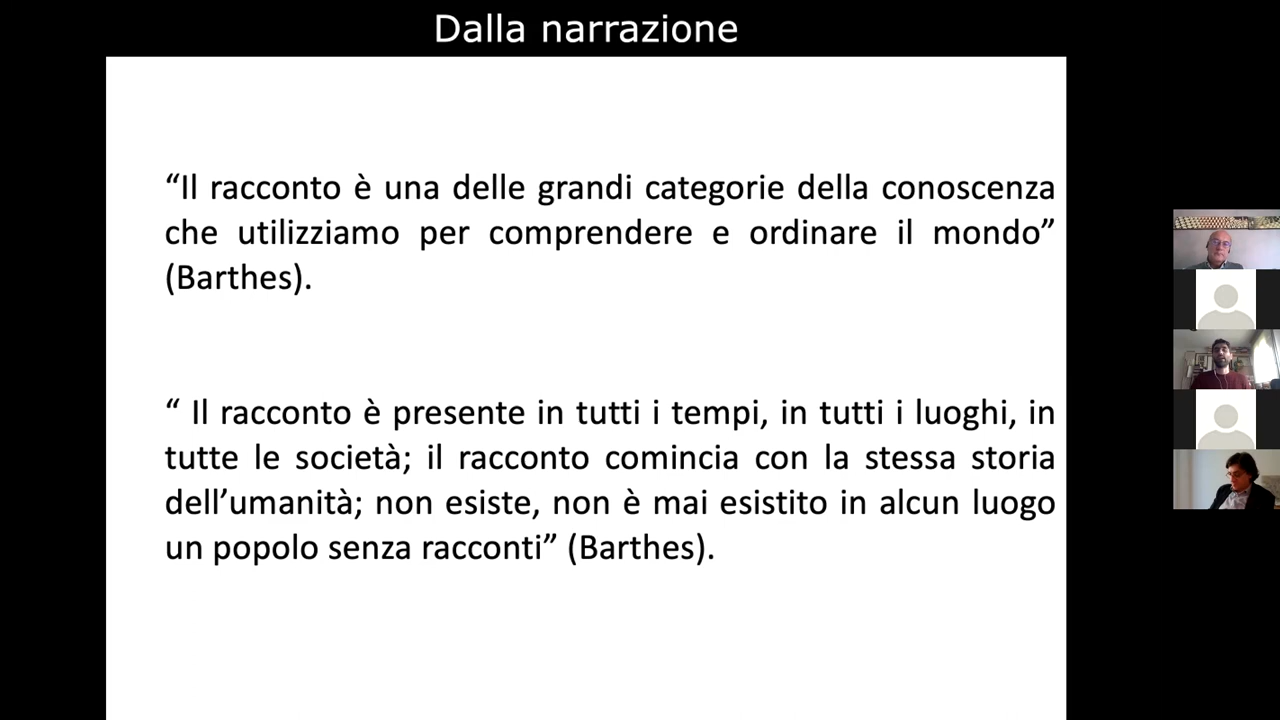 Dalla narrazione
“Il racconto è una delle grandi categorie della conoscenza
che utilizziamo per comprendere e ordinare il mondo”
(Barthes).
“ Il racconto è presente in tutti i tempi, in tutti i luoghi, in
tutte le società; il racconto comincia con la stessa storia
dell’umanità; non esiste, non è mai esistito in alcun luogo
un popolo senza racconti” (Barthes).